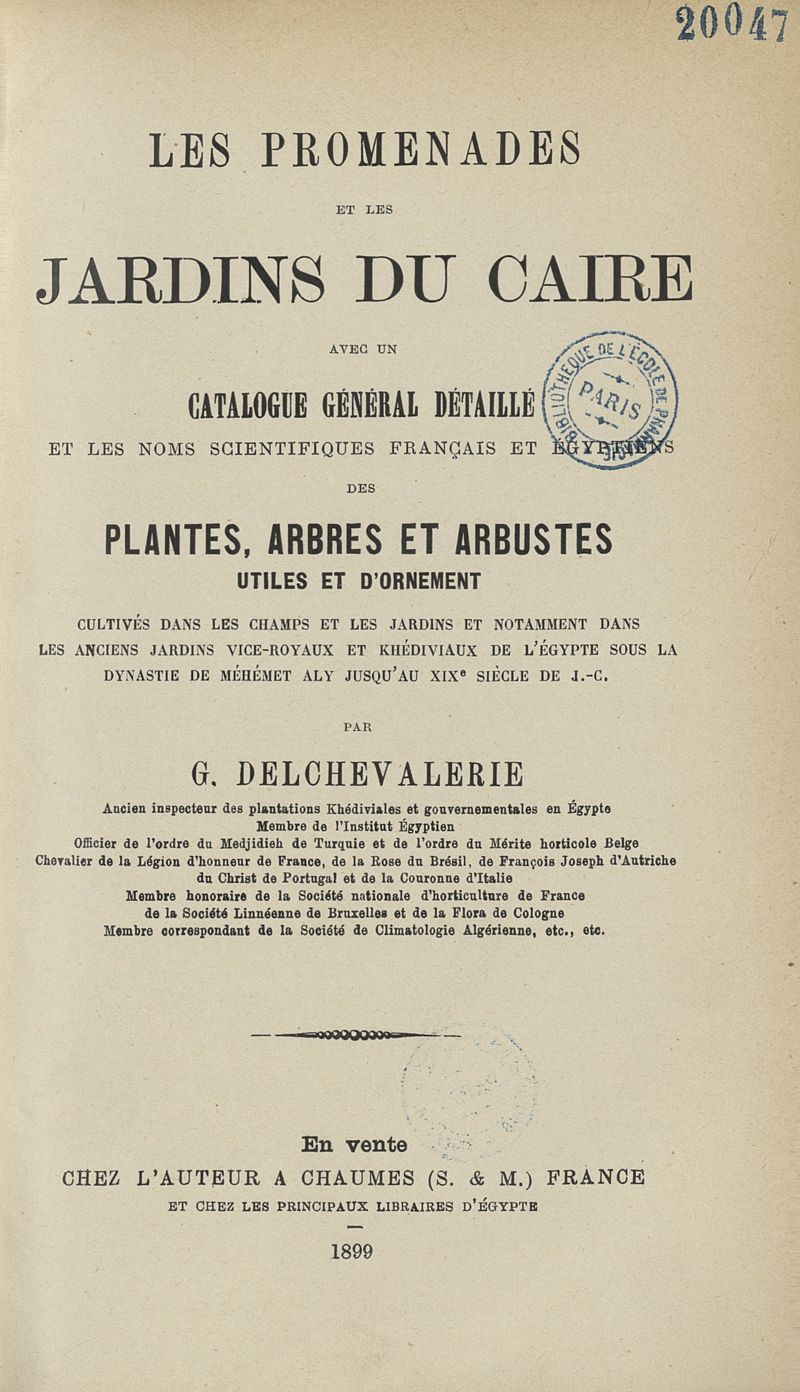 20047
LES PROMENADES
ET LES
JARDINS DU CAIRE
AVEC UN
CATALOGUE GÉNÉRAL DÉTAILLÉ
ET LES NOMS SCIENTIFIQUES FRANÇAIS ET ÉGYPTIENS
BIBLIOTHÈQUE DE L'ÉCOLE DE PHARMACIE
PARIS
DES
PLANTES, ARBRES ET ARBUSTES
UTILES ET D'ORNEMENT
CULTIVÉS DANS LES CHAMPS ET LES JARDINS ET NOTAMMENT DANS
LES ANCIENS JARDINS VICE-ROYAUX ET KHÉDIVIAUX DE L'ÉGYPTE SOUS LA
DYNASTIE DE MÉHÉMET ALY JUSQU'AU XIXe SIÈCLE DE J.-C.
PAR
G. DELCHEVALERIE
Ancien inspecteur des plantations Khédiviales et gouvernementales en Égypte
Membre de l'Institut Égyptien
Officier de l'ordre du Medjidieh de Turquie et de l'ordre du Mérite horticole Belge
Chevalier de la Légion d'honneur de France, de la Rose du Brésil, de François Joseph d'Autriche
du Christ de Portugal et de la Couronne d'Italie
Membre honoraire de la Société nationale d'horticulture de France
de la Société Linnéenne de Bruxelles et de la Flora de Cologne
Membre correspondant de la Société de Climatologie Algérienne, etc., etc.
En vente
CHEZ L'AUTEUR A CHAUMES (S. & M.) FRANCE
ET CHEZ LES PRINCIPAUX LIBRAIRES D'ÉGYPTE
1899